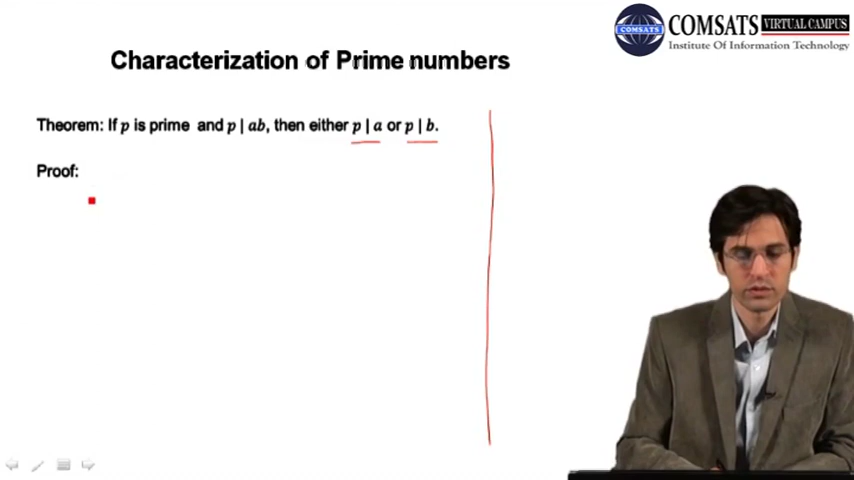 COMSATS VIRTUAL CAMPUS
Institute Of Information Technology
COMSATS
Characterization of Prime numbers
Theorem: If p is prime and p | ab, then either p | a or p | b.
Proof: